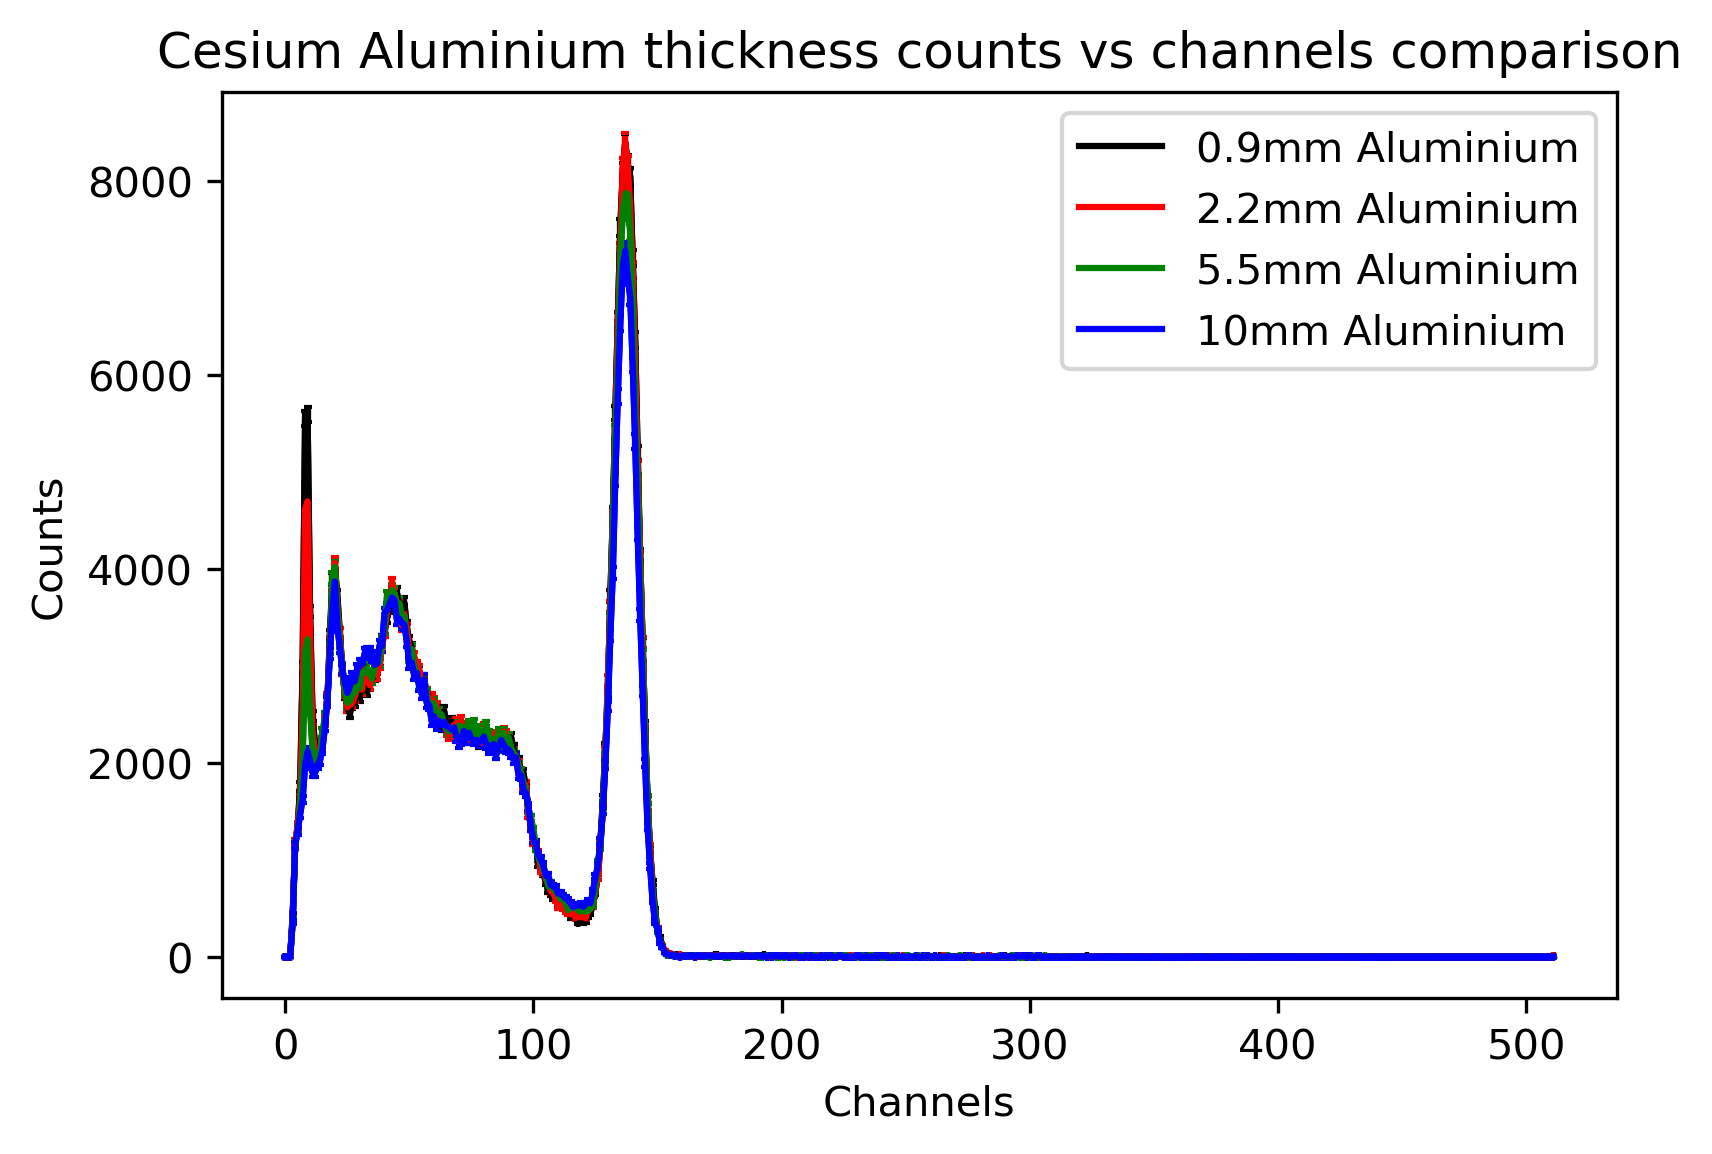 Cesium Aluminium thickness counts vs channels comparison
0.9mm Aluminium
2.2mm Aluminium
5.5mm Aluminium
10mm Aluminium
8000
6000
4000
2000
0
Counts
0 100 200 300 400 500
Channels